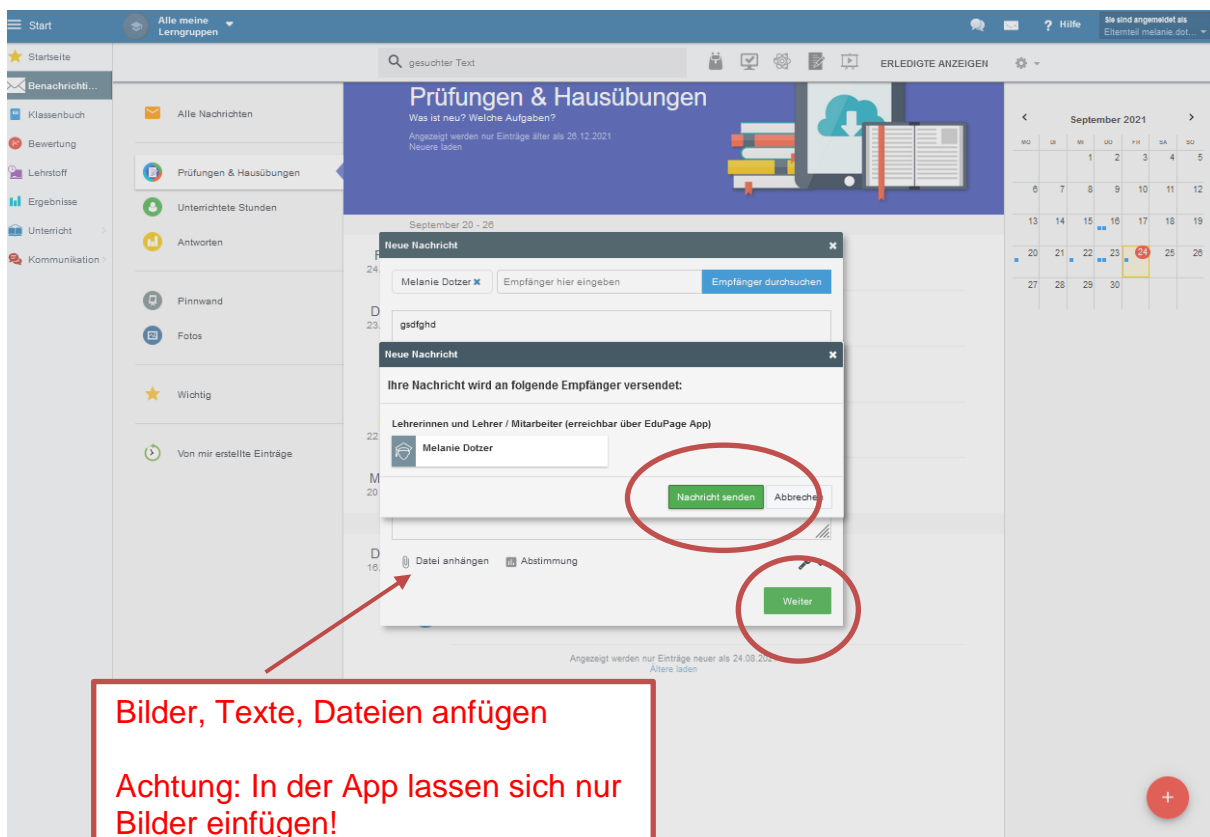 Start
Alle meine
Lerngruppen
Hilfe
Sie sind angemeldet als
Elternteil melanie.dot...
Startseite
Benachrichti...
Klassenbuch
Bewertung
Lehrstoff
Ergebnisse
Unterricht
Kommunikation
gesuchter Text
ERLEDIGTE ANZEIGEN
Alle Nachrichten
Prüfungen & Hausübungen
Unterrichtete Stunden
Antworten
Pinnwand
Fotos
Wichtig
Von mir erstellte Einträge
Prüfungen & Hausübungen
Was ist neu? Welche Aufgaben?
Angezeigt werden nur Einträge älter als 26.12.2021
Neuere laden
September 20 - 26
24.
D
23.
22
M
20
D
16.
Neue Nachricht
Melanie Dotzer
Empfänger hier eingeben
Empfänger durchsuchen
gsdfghd
Neue Nachricht
Ihre Nachricht wird an folgende Empfänger versendet:
Lehrerinnen und Lehrer / Mitarbeiter (erreichbar über EduPage App)
Melanie Dotzer
Nachricht senden
Abbrechen
Datei anhängen
Abstimmung
Weiter
Angezeigt werden nur Einträge neuer als 24.08.202
Ältere laden
September 2021
MO DI MI DO FR SA SO
1 2 3 4 5
6 7 8 9 10 11 12
13 14 15 16 17 18 19
20 21 22 23 24 25 26
27 28 29 30
Bilder, Texte, Dateien anfügen
Achtung: In der App lassen sich nur
Bilder einfügen!